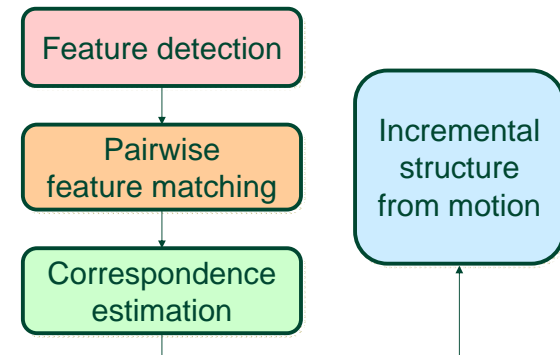 Feature detection
Pairwise
feature matching
Correspondence
estimation
Incremental
structure
from motion